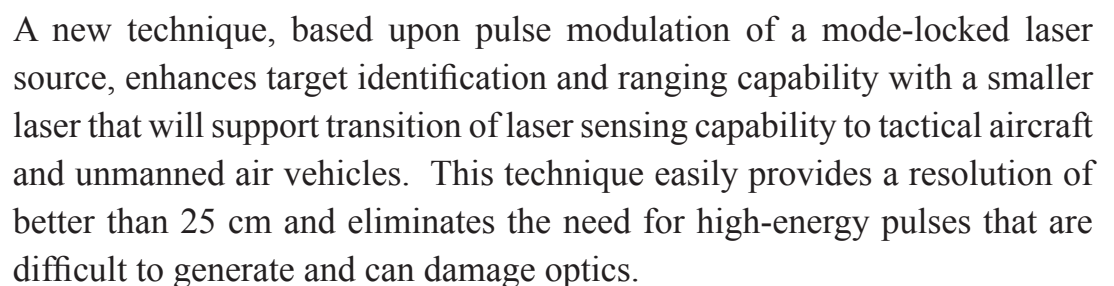 A new technique, based upon pulse modulation of a mode-locked laser
source, enhances target identification and ranging capability with a smaller
laser that will support transition of laser sensing capability to tactical aircraft
and unmanned air vehicles.  This technique easily provides a resolution of
better than 25 cm and eliminates the need for high-energy pulses that are
difficult to generate and can damage optics.